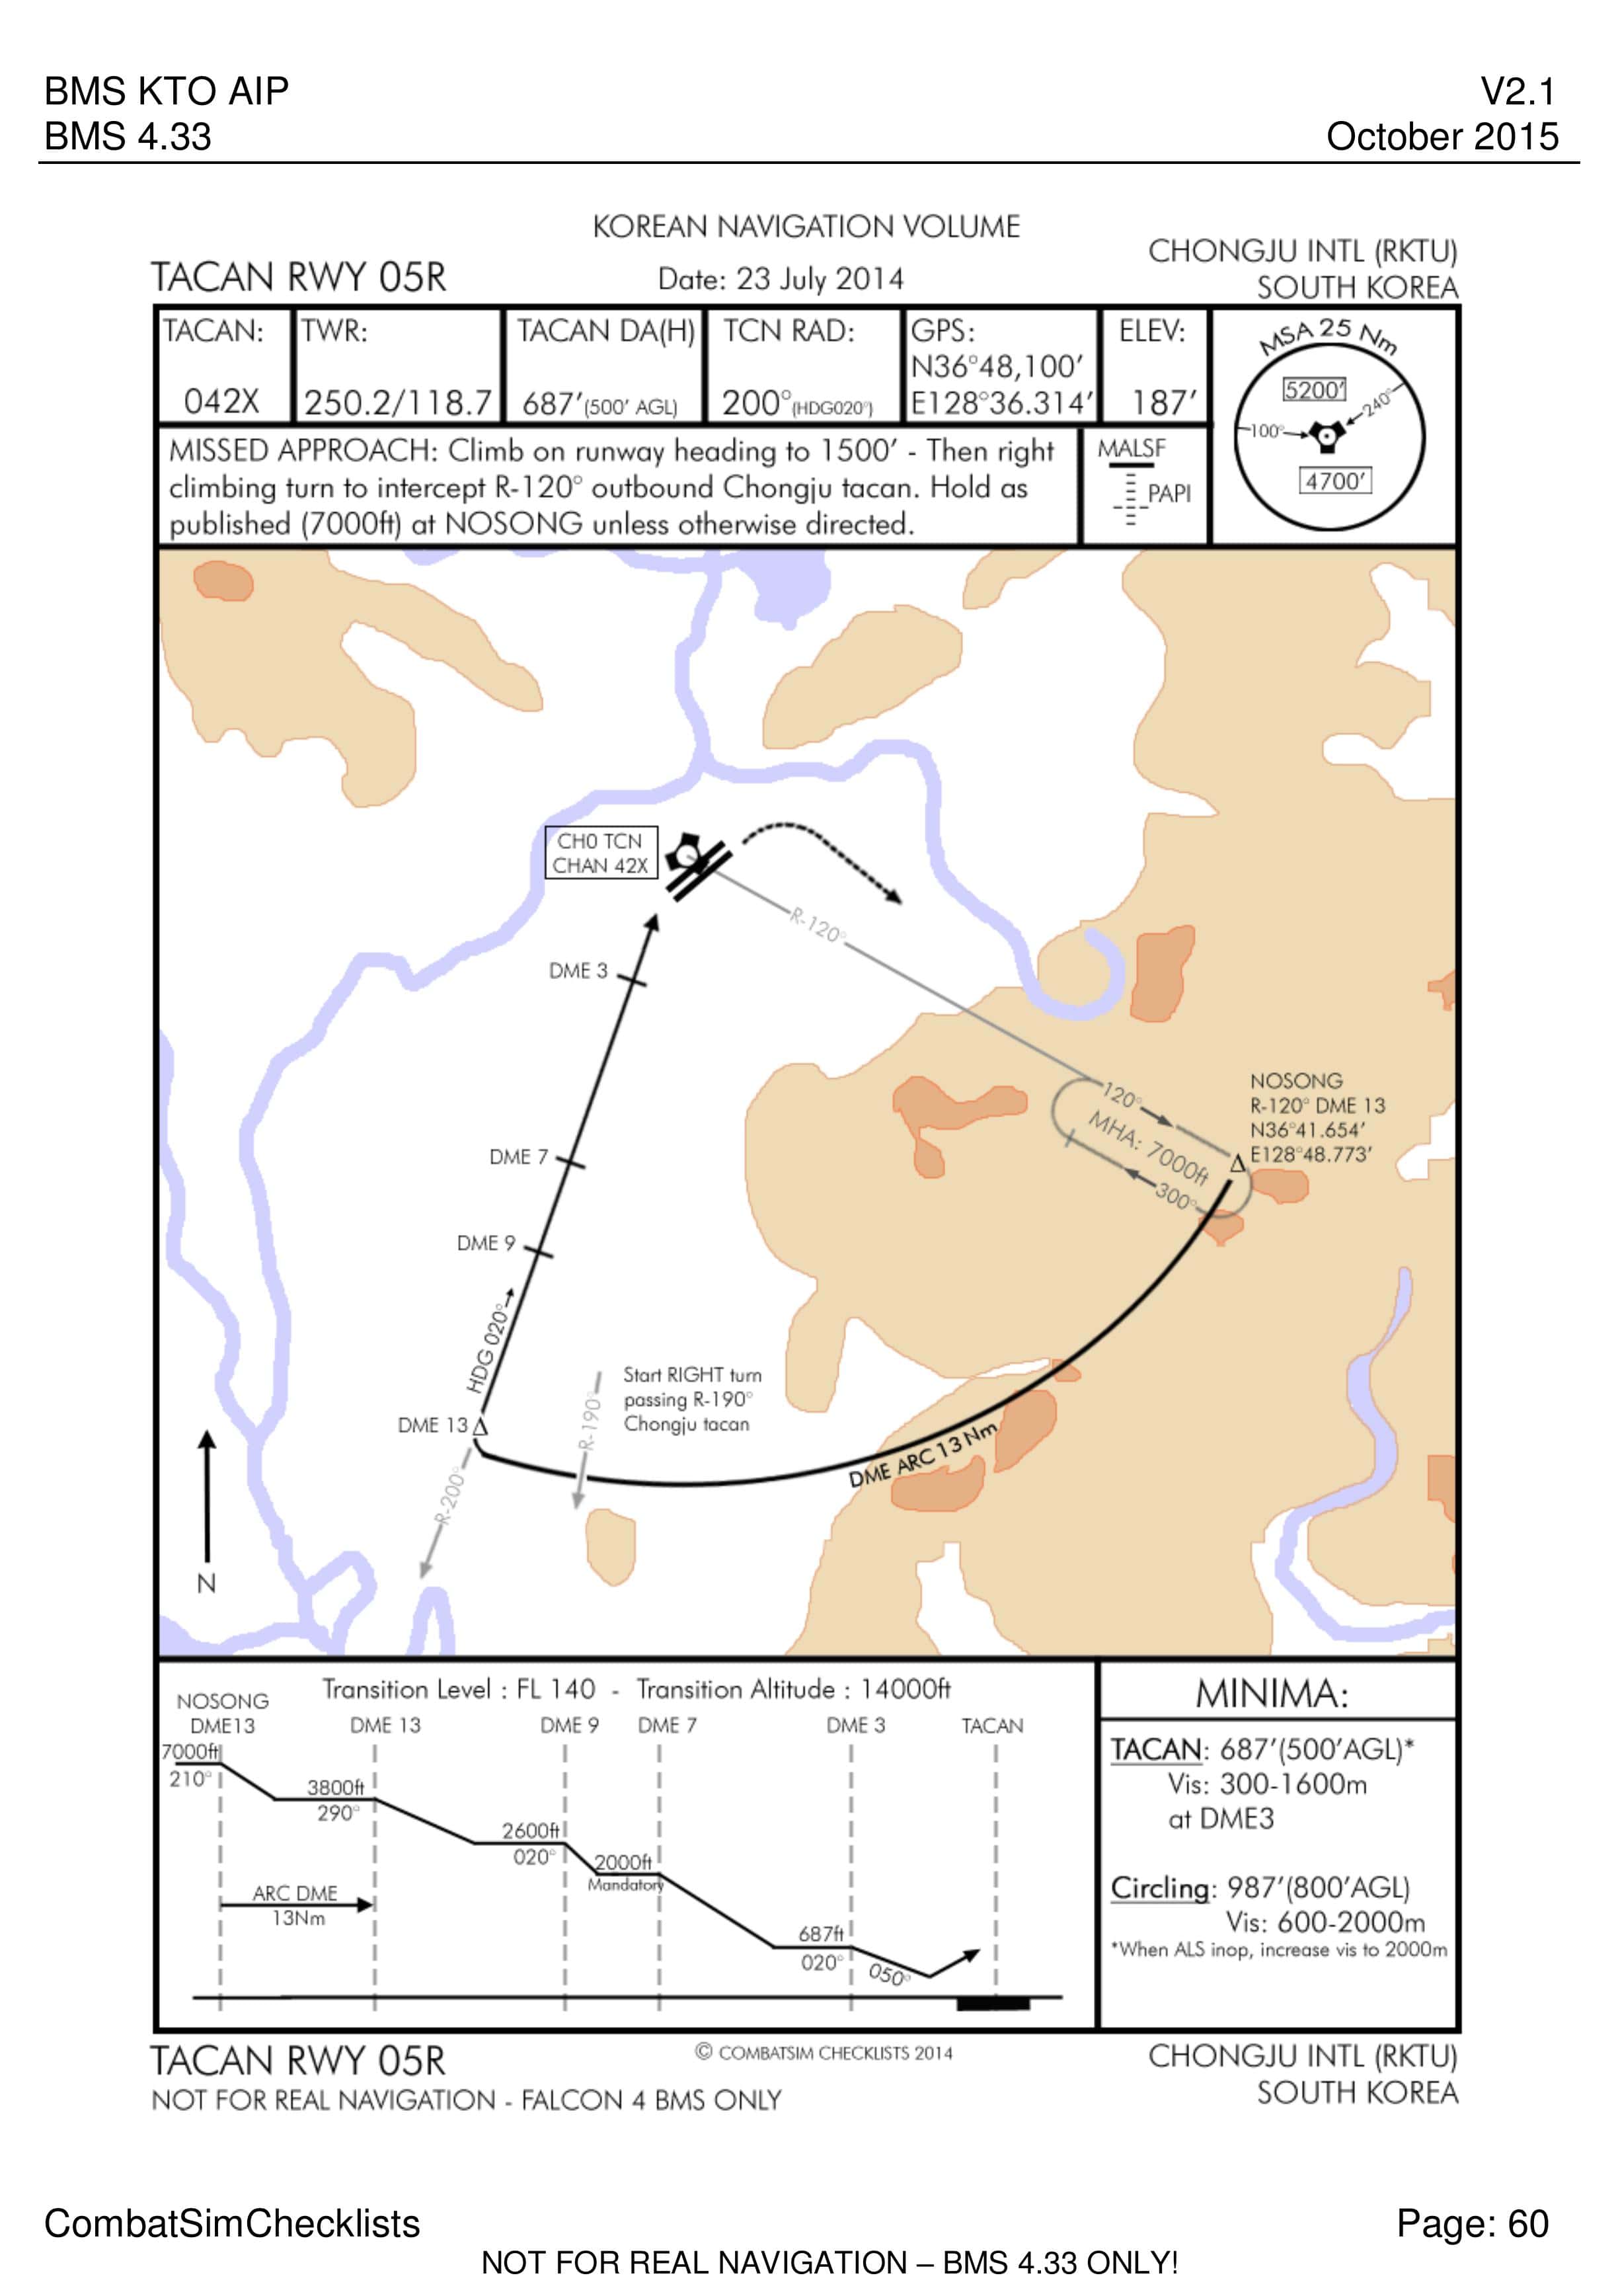 BMS KTO AIP
V2.1
BMS 4.33
October 2015
KOREAN NAVIGATION VOLUME
TACAN RWY 05R
Date: 23 July 2014
CHONGJU INTL (RKTU)
SOUTH KOREA
TACAN:
042X
TWR:
250.2/118.7
TACAN DA(H)
687′(500′ AGL)
TCN RAD:
200°(HDG020°)
GPS:
N36°48,100′
E128°36.314′
ELEV:
187′
MSA 25 Nm
5200′
240°
100°
4700′
MISSED APPROACH: Climb on runway heading to 1500′ - Then right
climbing turn to intercept R-120° outbound Chongju tacan. Hold as
published (7000ft) at NOSONG unless otherwise directed.
MALSF
PAPI
CH0 TCN
CHAN 42X
R-120°
DME 3
NOSONG
R-120° DME 13
N36°41.654′
E128°48.773′
120°
MHA: 7000ft
300°
DME 7
DME 9
HDG 020°
Start RIGHT turn
passing R-190°
Chongju tacan
R-190°
DME 13
R-200°
DME ARC 13 Nm
N
Transition Level : FL 140 - Transition Altitude : 14000ft
NOSONG
DME13
DME 13
DME 9
DME 7
DME 3
TACAN
7000ft
210°
3800ft
290°
2600ft
020°
2000ft
Mandatory
ARC DME
13Nm
687ft
020°
050°
MINIMA:
TACAN: 687′(500′AGL)*
Vis: 300-1600m
at DME3
Circling: 987′(800′AGL)
Vis: 600-2000m
*When ALS inop, increase vis to 2000m
TACAN RWY 05R
© COMBATSIM CHECKLISTS 2014
CHONGJU INTL (RKTU)
NOT FOR REAL NAVIGATION - FALCON 4 BMS ONLY
SOUTH KOREA
CombatSimChecklists
Page: 60
NOT FOR REAL NAVIGATION – BMS 4.33 ONLY!